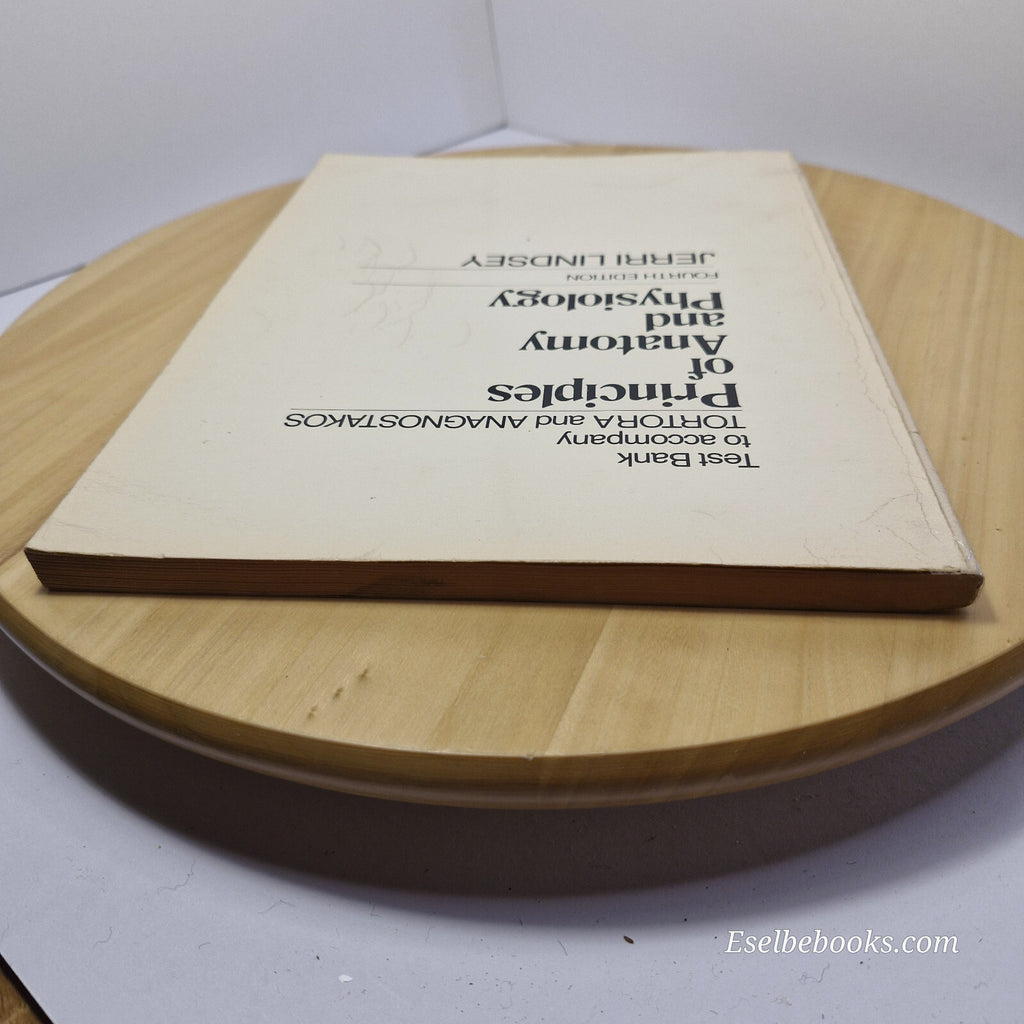 Test Bank
to accompany
TORTORA and ANAGNOSTAKOS
Principles
of
Anatomy
and
Physiology
FOURTH EDITION
JERRI LINDSEY
Eselbebooks.com